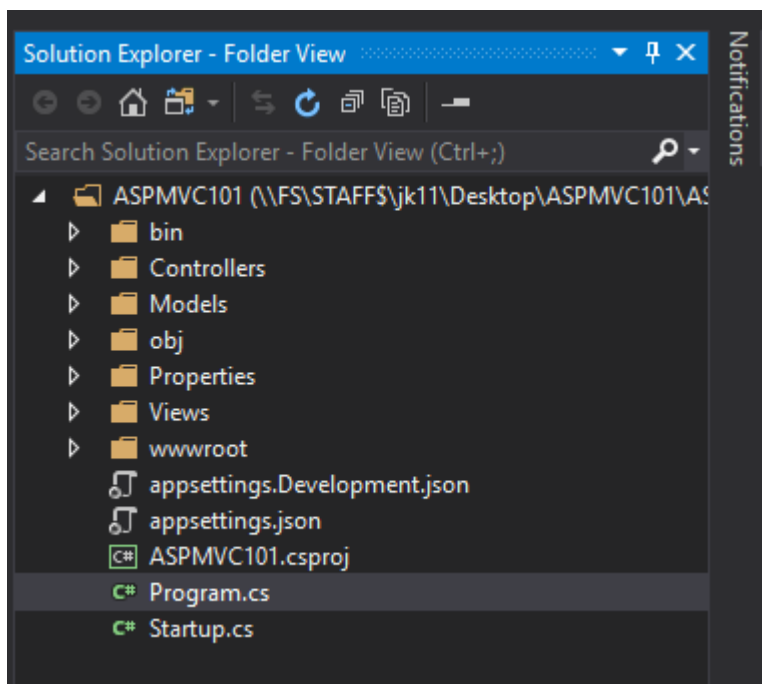 Solution Explorer - Folder View
Search Solution Explorer - Folder View (Ctrl+;)
ASPMVC101 (\\FS\STAFF$\jk11\Desktop\ASPMVC101\AS
bin
Controllers
Models
obj
Properties
Views
wwwroot
appsettings.Development.json
appsettings.json
C# ASPMVC101.csproj
C# Program.cs
C# Startup.cs
Notifications